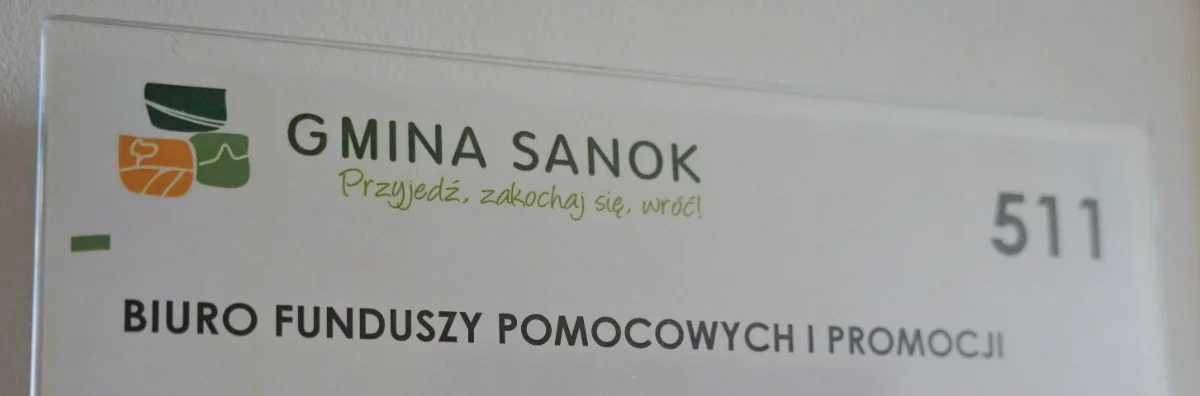 GMINA SANOK
Przyjedź, zakochaj się, wróć!
511
BIURO FUNDUSZY POMOCOWYCH I PROMOCJI